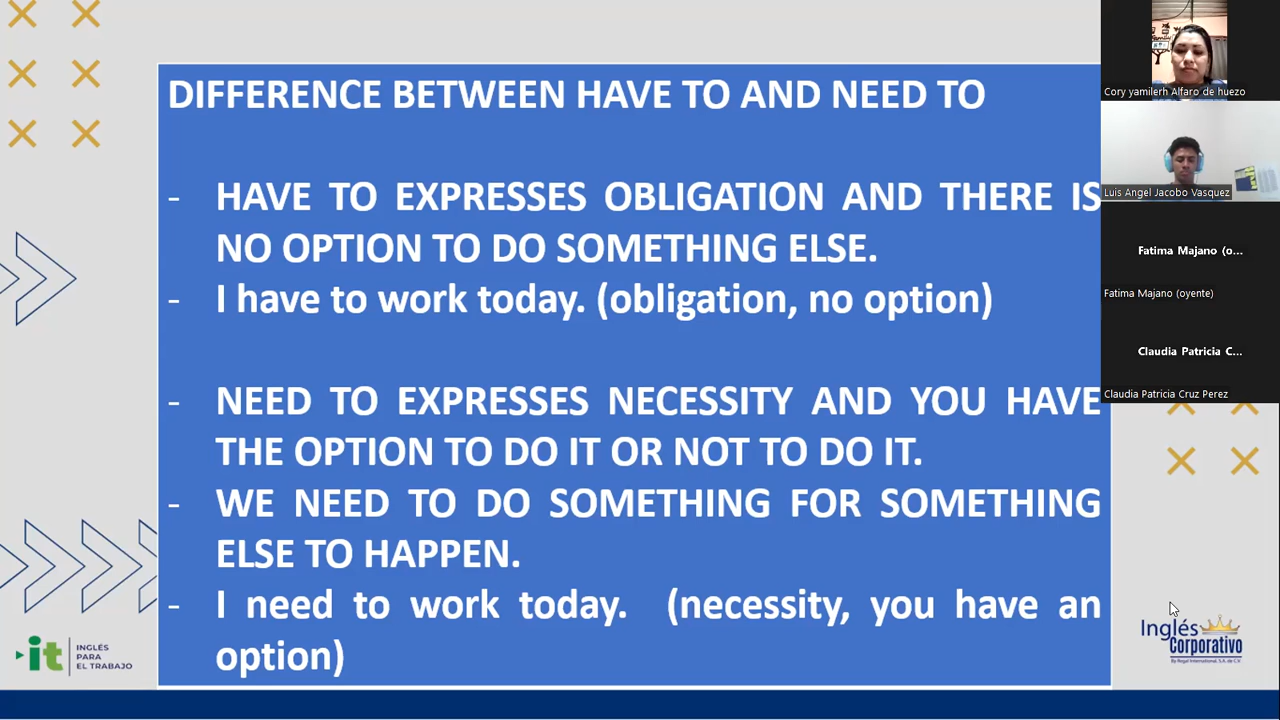 DIFFERENCE BETWEEN HAVE TO AND NEED TO
- HAVE TO EXPRESSES OBLIGATION AND THERE IS
NO OPTION TO DO SOMETHING ELSE.
- I have to work today. (obligation, no option)
- NEED TO EXPRESSES NECESSITY AND YOU HAVE
THE OPTION TO DO IT OR NOT TO DO IT.
- WE NEED TO DO SOMETHING FOR SOMETHING
ELSE TO HAPPEN.
- I need to work today. (necessity, you have an
option)
Cory yamilerh Alfaro de huezo
Luis Angel Jacobo Vasquez
Fatima Majano (o...
Fatima Majano (oyente)
Claudia Patricia C...
Claudia Patricia Cruz Perez
it
INGLÉS
PARA
EL TRABAJO
Inglés
Corporativo
By Regal International, S.A. de C.V.